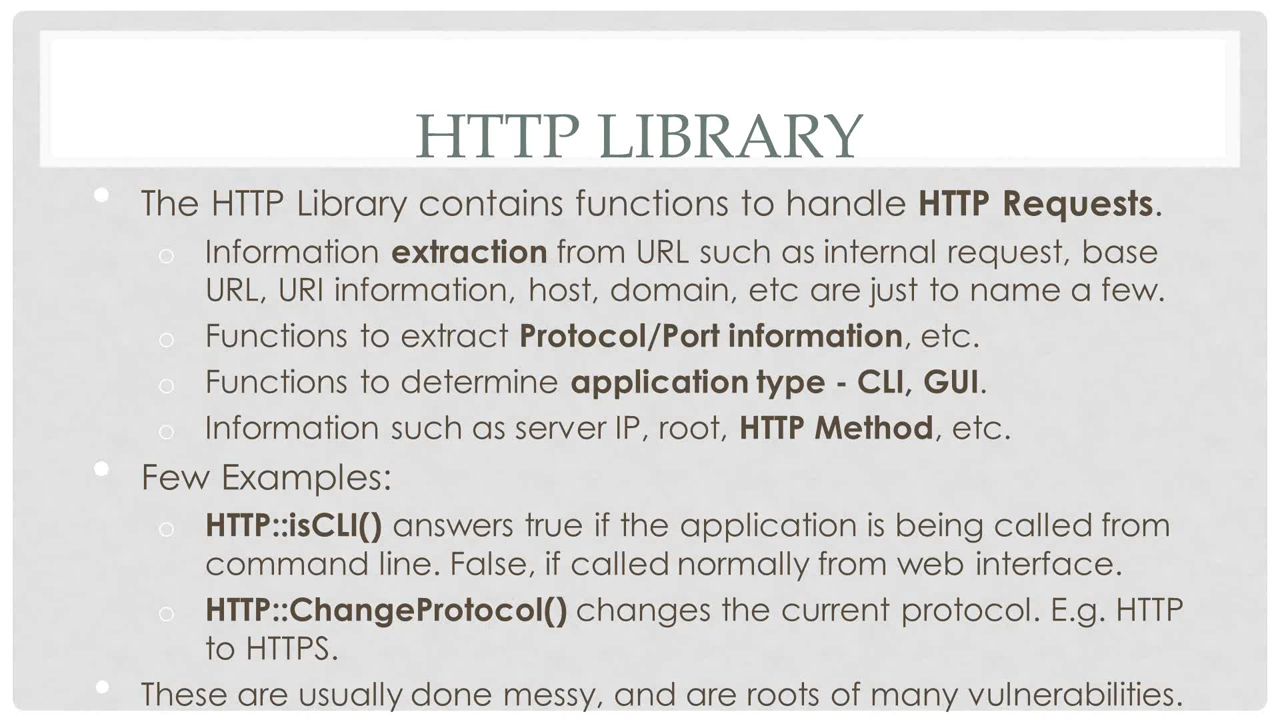 HTTP LIBRARY
• The HTTP Library contains functions to handle HTTP Requests.
o Information extraction from URL such as internal request, base
URL, URI information, host, domain, etc are just to name a few.
o Functions to extract Protocol/Port information, etc.
o Functions to determine application type - CLI, GUI.
o Information such as server IP, root, HTTP Method, etc.
• Few Examples:
o HTTP::isCLI() answers true if the application is being called from
command line. False, if called normally from web interface.
o HTTP::ChangeProtocol() changes the current protocol. E.g. HTTP
to HTTPS.
• These are usually done messy, and are roots of many vulnerabilities.